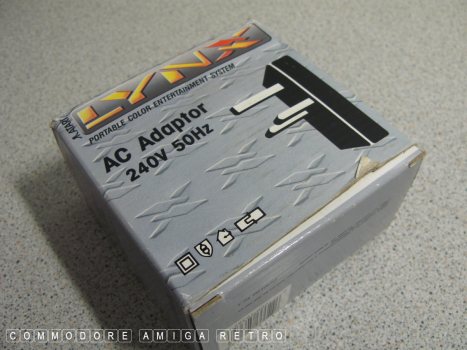 ATARI
LYNX
PORTABLE COLOR ENTERTAINMENT SYSTEM
AC Adaptor
240V 50Hz
COMMODORE AMIGA RETRO